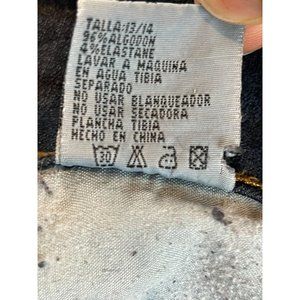 TALLA:13/14
96%ALGODON
4%ELASTANE
LAVAR A MAQUINA
EN AGUA TIBIA
SEPARADO
NO USAR BLANQUEADOR
NO USAR SECADORA
PLANCHA TIBIA
HECHO EN CHINA
30